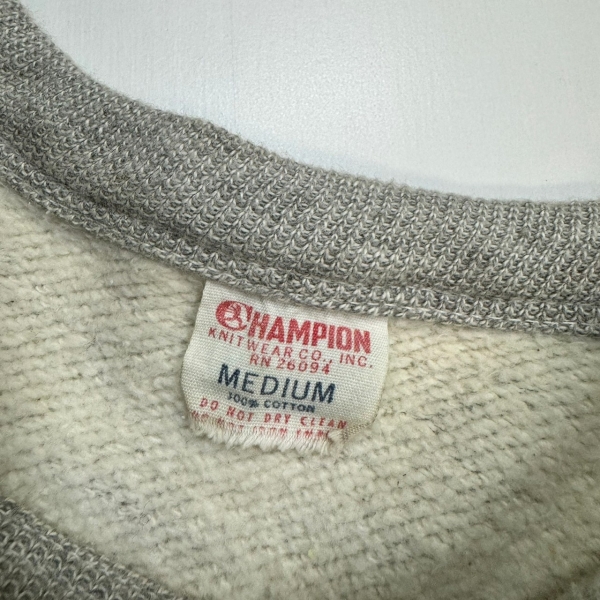 CHAMPION
KNITWEAR CO., INC.
RN 26094
MEDIUM
100% COTTON
DO NOT DRY CLEAN